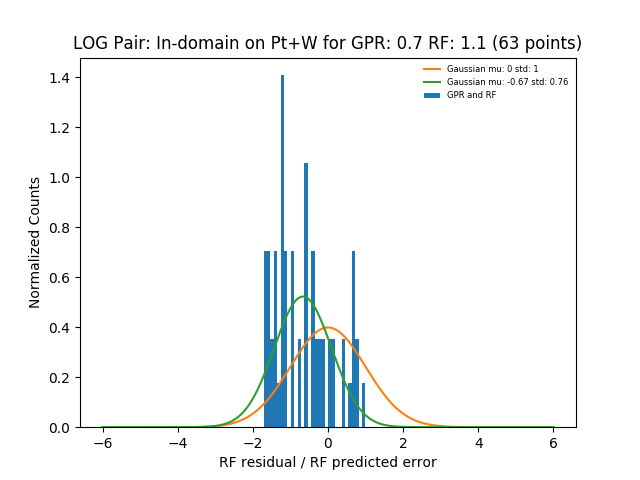 LOG Pair: In-domain on Pt+W for GPR: 0.7 RF: 1.1 (63 points)
Gaussian mu: 0 std: 1
Gaussian mu: -0.67 std: 0.76
GPR and RF
Normalized Counts
1.4
1.2
1.0
0.8
0.6
0.4
0.2
0.0
−6 −4 −2 0 2 4 6
RF residual / RF predicted error